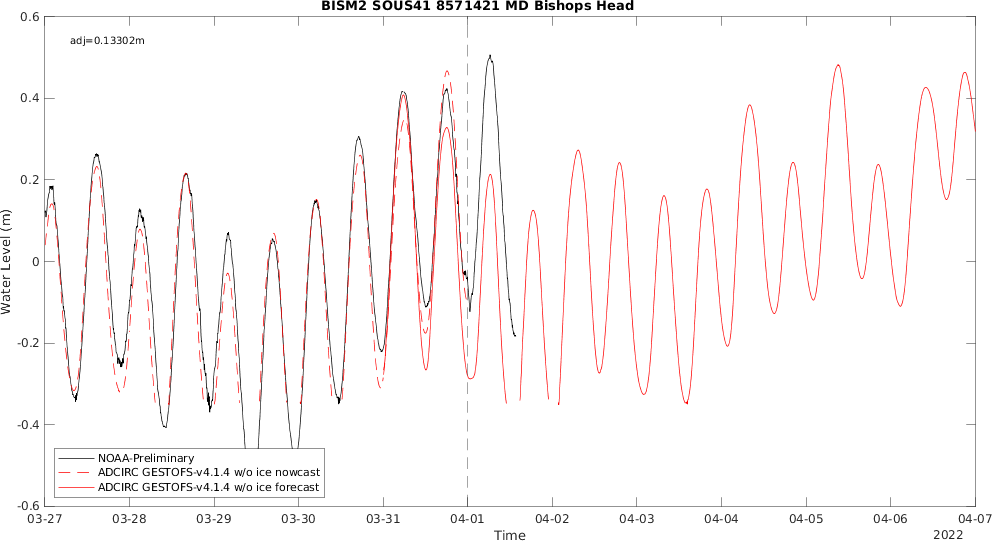 BISM2 SOUS41 8571421 MD Bishops Head
adj=0.13302m
0.6
0.4
0.2
0
-0.2
-0.4
-0.6
Water Level (m)
NOAA-Preliminary
ADCIRC GESTOFS-v4.1.4 w/o ice nowcast
ADCIRC GESTOFS-v4.1.4 w/o ice forecast
03-27 03-28 03-29 03-30 03-31 04-01 04-02 04-03 04-04 04-05 04-06 04-07
Time
2022